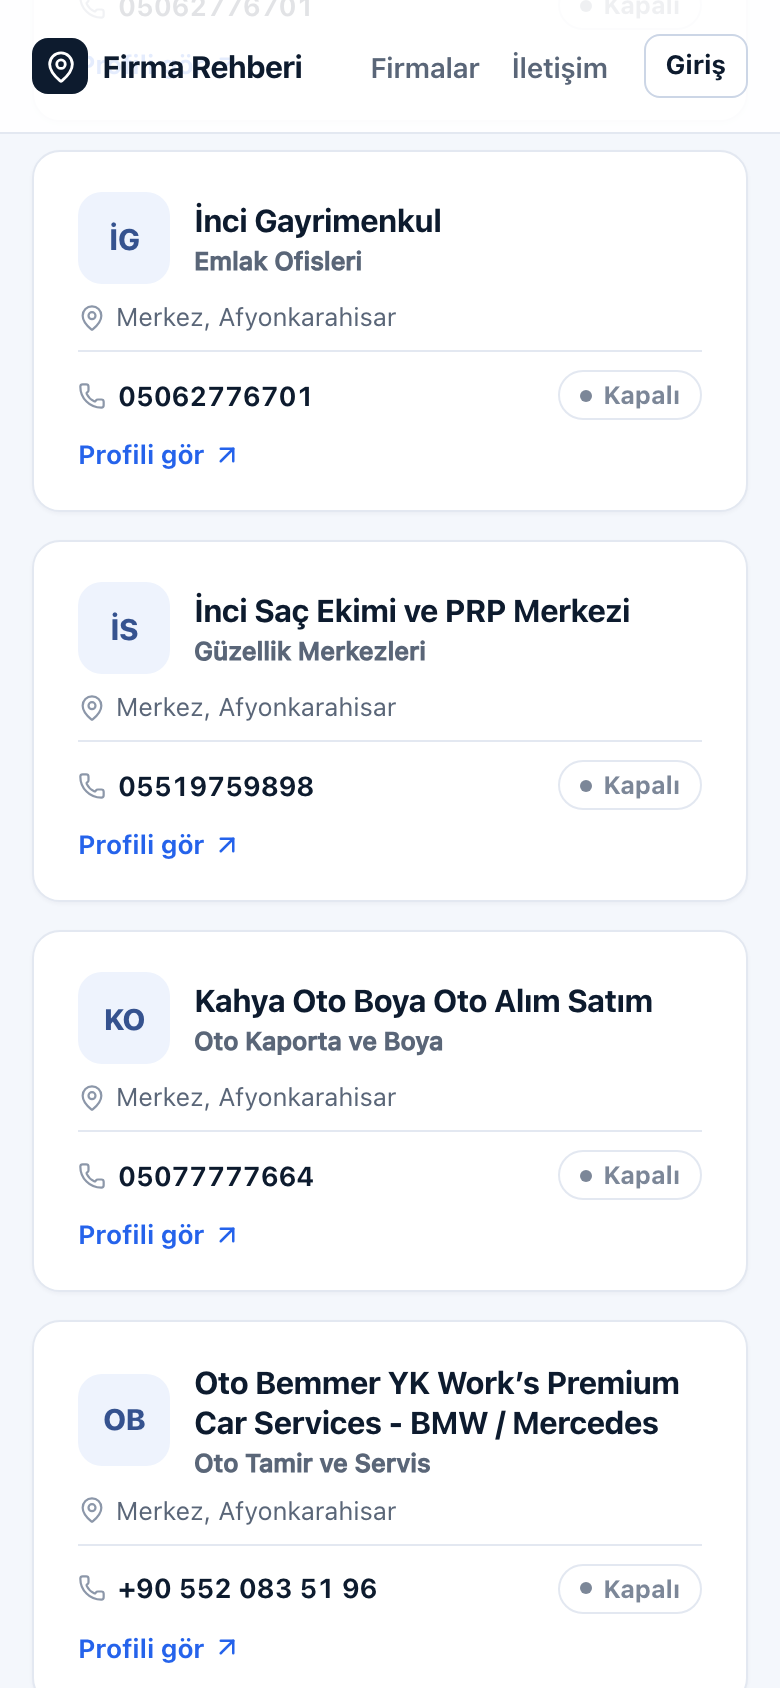 05062776701
Kapalı
Firma Rehberi
Firmalar
İletişim
Giriş
İG
İnci Gayrimenkul
Emlak Ofisleri
Merkez, Afyonkarahisar
05062776701
Kapalı
Profili gör
İS
İnci Saç Ekimi ve PRP Merkezi
Güzellik Merkezleri
Merkez, Afyonkarahisar
05519759898
Kapalı
Profili gör
KO
Kahya Oto Boya Oto Alım Satım
Oto Kaporta ve Boya
Merkez, Afyonkarahisar
05077777664
Kapalı
Profili gör
OB
Oto Bemmer YK Work’s Premium
Car Services - BMW / Mercedes
Oto Tamir ve Servis
Merkez, Afyonkarahisar
+90 552 083 51 96
Kapalı
Profili gör